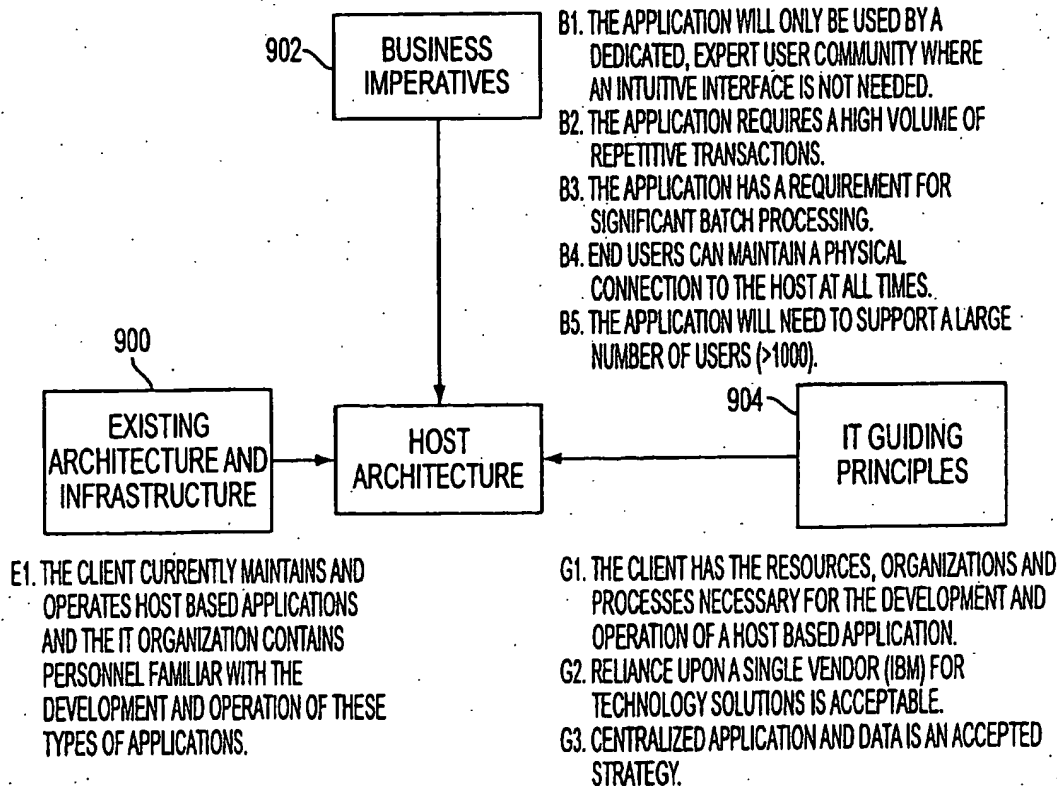 902
BUSINESS
IMPERATIVES
B1. THE APPLICATION WILL ONLY BE USED BY A
DEDICATED, EXPERT USER COMMUNITY WHERE
AN INTUITIVE INTERFACE IS NOT NEEDED.
B2. THE APPLICATION REQUIRES A HIGH VOLUME OF
REPETITIVE TRANSACTIONS.
B3. THE APPLICATION HAS A REQUIREMENT FOR
SIGNIFICANT BATCH PROCESSING.
B4. END USERS CAN MAINTAIN A PHYSICAL
CONNECTION TO THE HOST AT ALL TIMES.
B5. THE APPLICATION WILL NEED TO SUPPORT A LARGE
NUMBER OF USERS (>1000).
900
EXISTING
ARCHITECTURE AND
INFRASTRUCTURE
HOST
ARCHITECTURE
904
IT GUIDING
PRINCIPLES
E1. THE CLIENT CURRENTLY MAINTAINS AND
OPERATES HOST BASED APPLICATIONS
AND THE IT ORGANIZATION CONTAINS
PERSONNEL FAMILIAR WITH THE
DEVELOPMENT AND OPERATION OF THESE
TYPES OF APPLICATIONS.
G1. THE CLIENT HAS THE RESOURCES, ORGANIZATIONS AND
PROCESSES NECESSARY FOR THE DEVELOPMENT AND
OPERATION OF A HOST BASED APPLICATION.
G2. RELIANCE UPON A SINGLE VENDOR (IBM) FOR
TECHNOLOGY SOLUTIONS IS ACCEPTABLE.
G3. CENTRALIZED APPLICATION AND DATA IS AN ACCEPTED
STRATEGY.